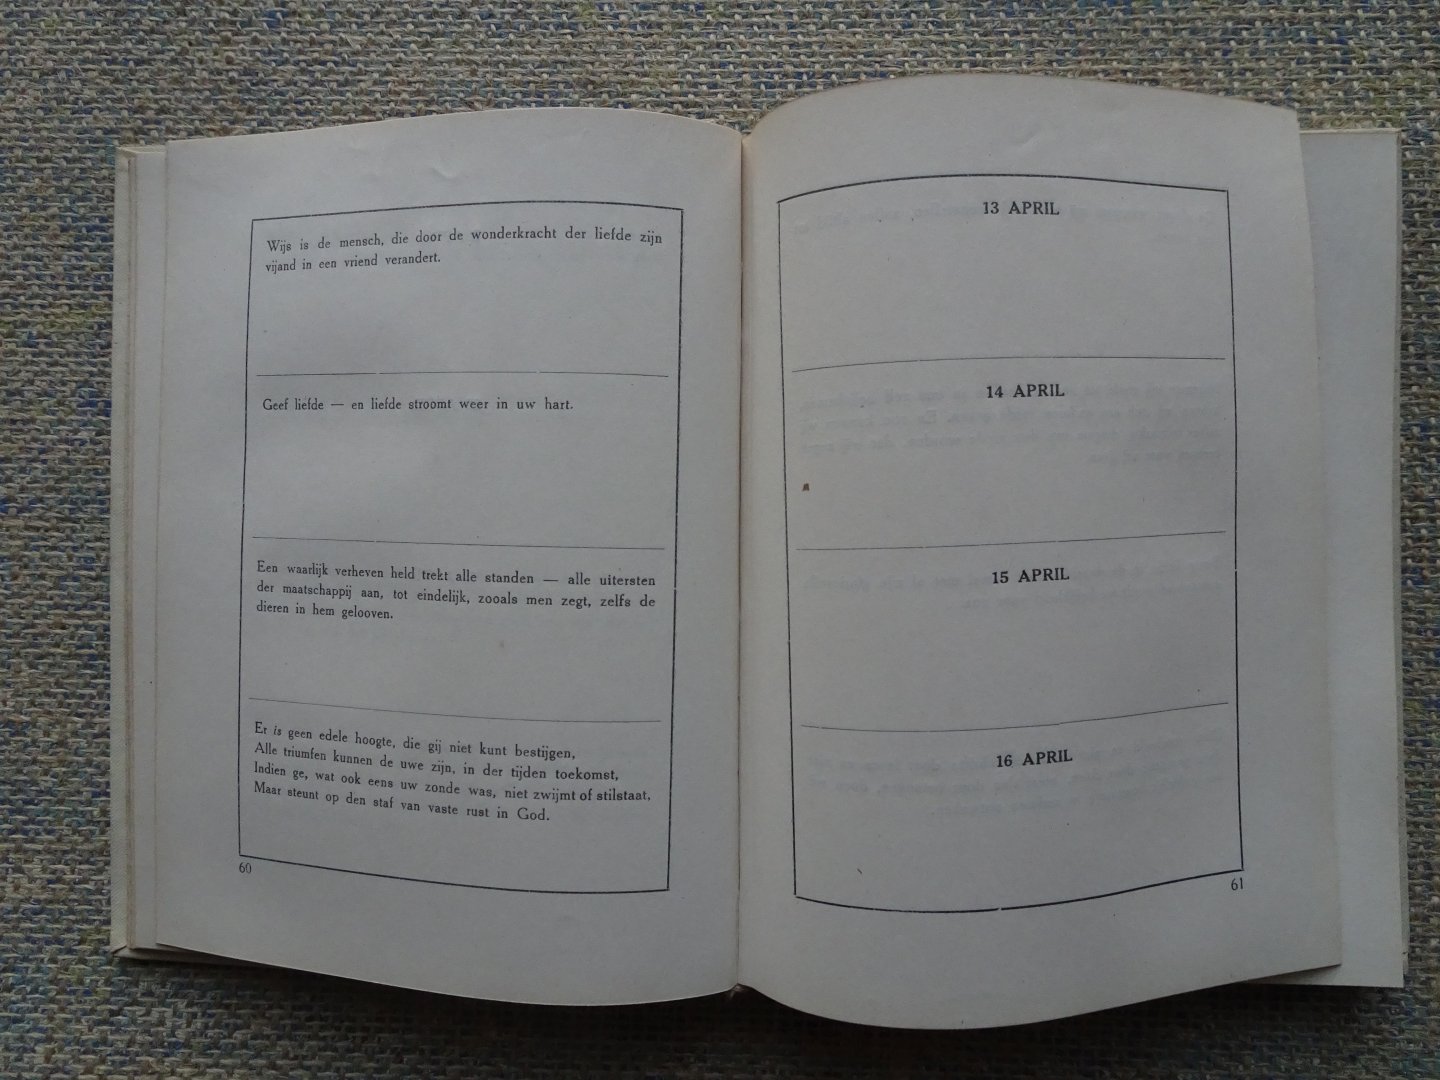 Wijs is de mensch, die door de wonderkracht der liefde zijn
vijand in een vriend verandert.
Geef liefde — en liefde stroomt weer in uw hart.
Een waarlijk verheven held trekt alle standen — alle uitersten
der maatschappij aan, tot eindelijk, zooals men zegt, zelfs de
dieren in hem gelooven.
Er is geen edele hoogte, die gij niet kunt bestijgen,
Alle triumfen kunnen de uwe zijn, in der tijden toekomst,
Indien ge, wat ook eens uw zonde was, niet zwijmt of stilstaat,
Maar steunt op den staf van vaste rust in God.
60
13 APRIL
14 APRIL
15 APRIL
16 APRIL
61